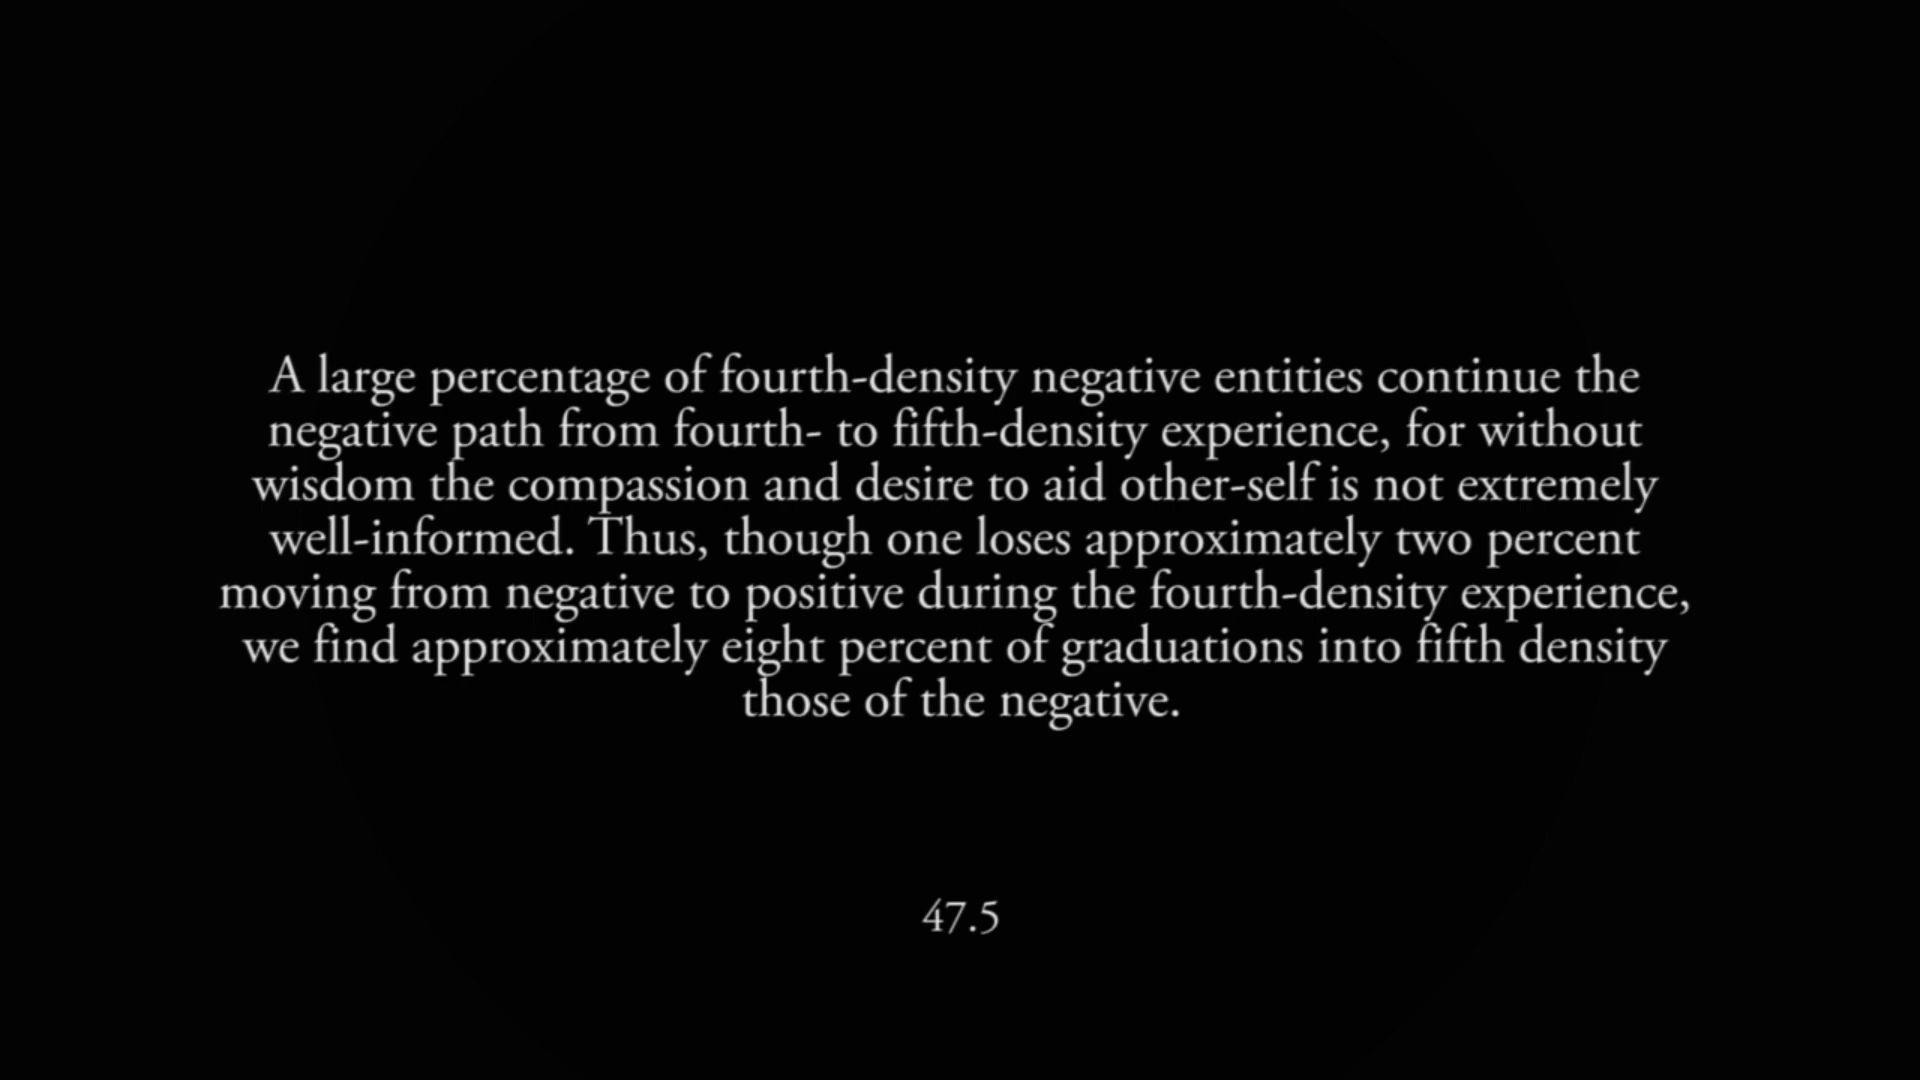 A large percentage of fourth-density negative entities continue the
negative path from fourth- to fifth-density experience, for without
wisdom the compassion and desire to aid other-self is not extremely
well-informed. Thus, though one loses approximately two percent
moving from negative to positive during the fourth-density experience,
we find approximately eight percent of graduations into fifth density
those of the negative.
47.5